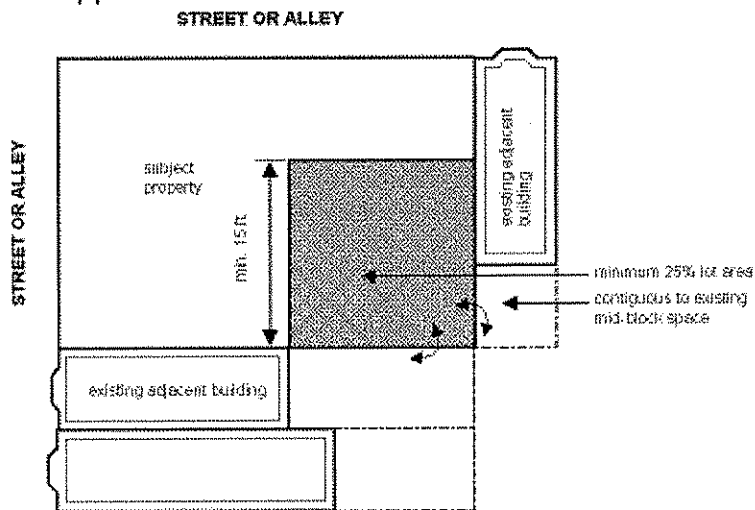 STREET OR ALLEY
STREET OR ALLEY
subject
property
min. 15 ft.
existing adjacent
building
minimum 25% lot area
contiguous to existing
mid-block space
existing adjacent building